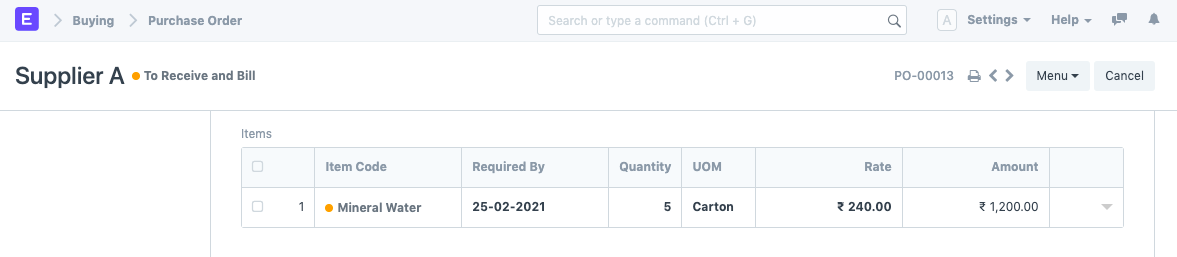 E Buying Purchase Order Search or type a command (Ctrl + G) A Settings Help
Supplier A To Receive and Bill PO-00013 Menu Cancel
Items
Item Code Required By Quantity UOM Rate Amount
1 Mineral Water 25-02-2021 5 Carton ₹ 240.00 ₹ 1,200.00